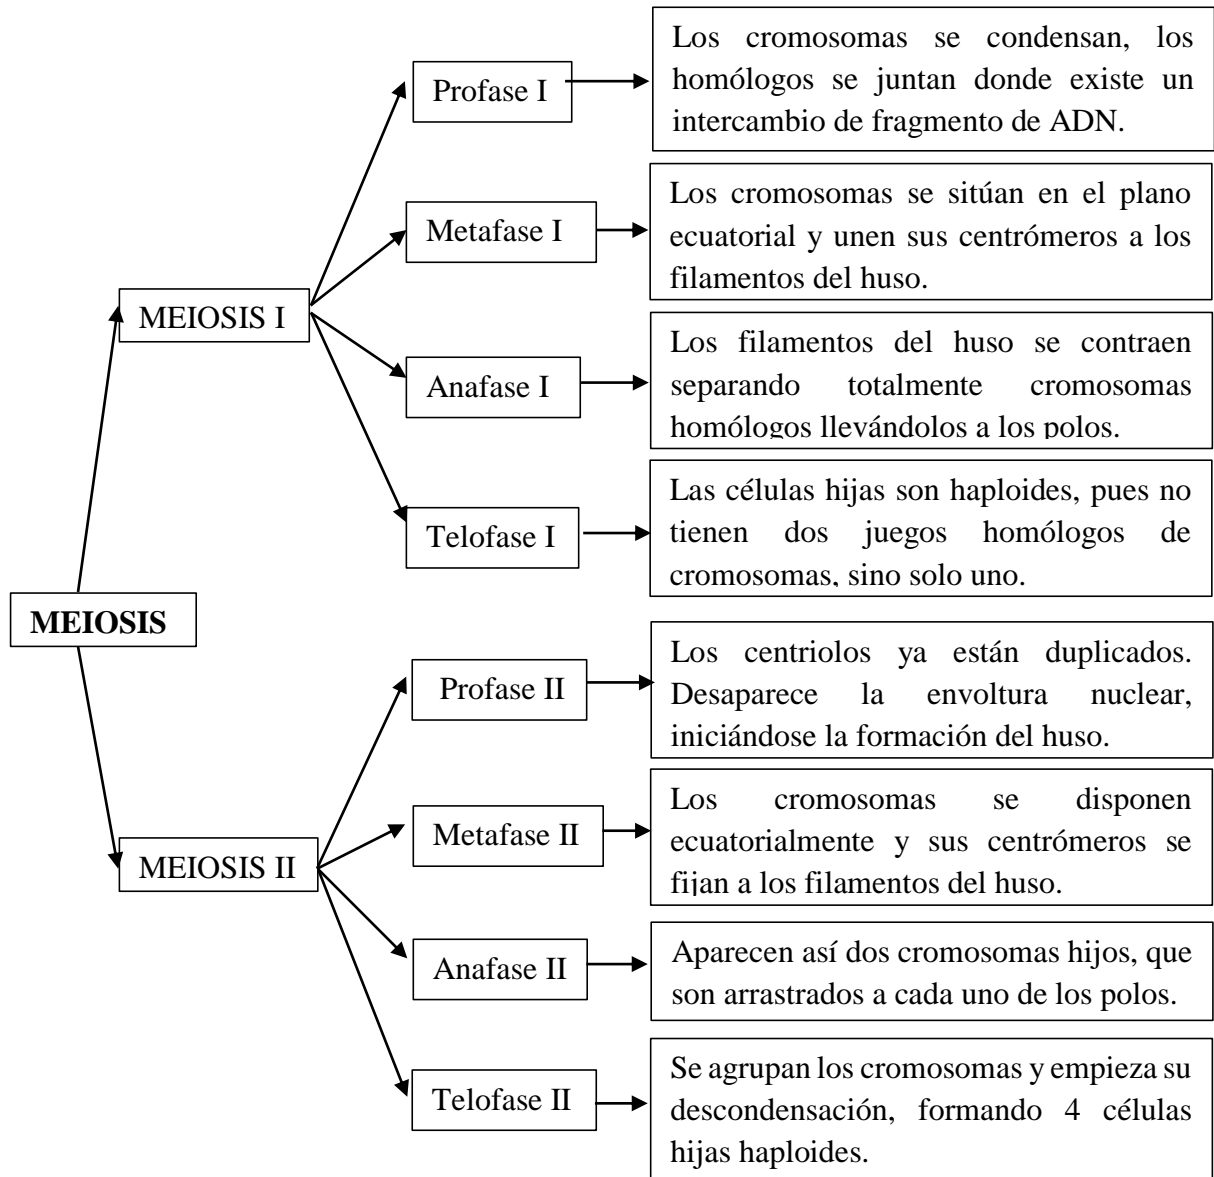 MEIOSIS
MEIOSIS I
Profase I
Los cromosomas se condensan, los
homólogos se juntan donde existe un
intercambio de fragmento de ADN.
Metafase I
Los cromosomas se sitúan en el plano
ecuatorial y unen sus centrómeros a los
filamentos del huso.
Anafase I
Los filamentos del huso se contraen
separando totalmente cromosomas
homólogos llevándolos a los polos.
Telofase I
Las células hijas son haploides, pues no
tienen dos juegos homólogos de
cromosomas, sino solo uno.
MEIOSIS II
Profase II
Los centriolos ya están duplicados.
Desaparece la envoltura nuclear,
iniciándose la formación del huso.
Metafase II
Los cromosomas se disponen
ecuatorialmente y sus centrómeros se
fijan a los filamentos del huso.
Anafase II
Aparecen así dos cromosomas hijos, que
son arrastrados a cada uno de los polos.
Telofase II
Se agrupan los cromosomas y empieza su
descondensación, formando 4 células
hijas haploides.